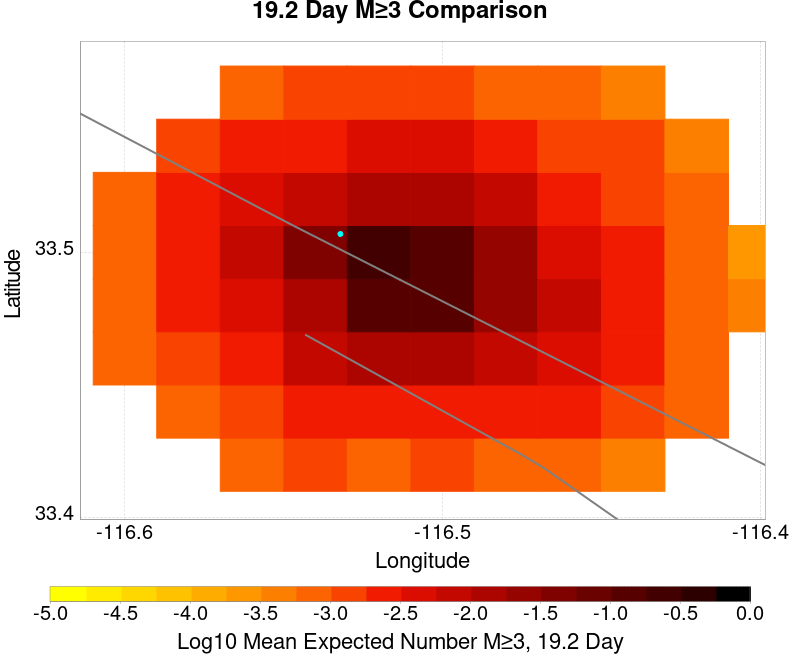 19.2 Day M≥3 Comparison
33.5
Latitude
33.4
-116.6 -116.5 -116.4
Longitude
-5.0 -4.5 -4.0 -3.5 -3.0 -2.5 -2.0 -1.5 -1.0 -0.5 0.0
Log10 Mean Expected Number M≥3, 19.2 Day